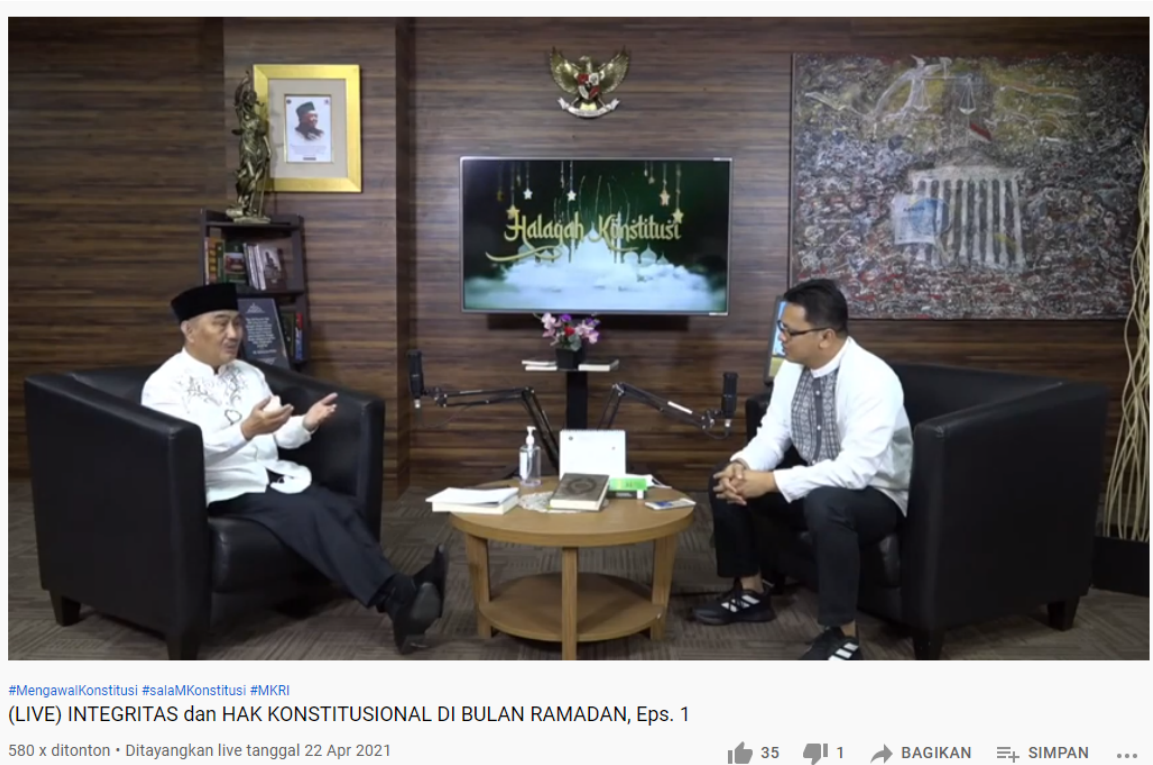 Halaqah Konstitusi
#MengawalKonstitusi #salaMKonstitusi #MKRI
(LIVE) INTEGRITAS dan HAK KONSTITUSIONAL DI BULAN RAMADAN, Eps. 1
580 x ditonton • Ditayangkan live tanggal 22 Apr 2021
35 1 BAGIKAN SIMPAN